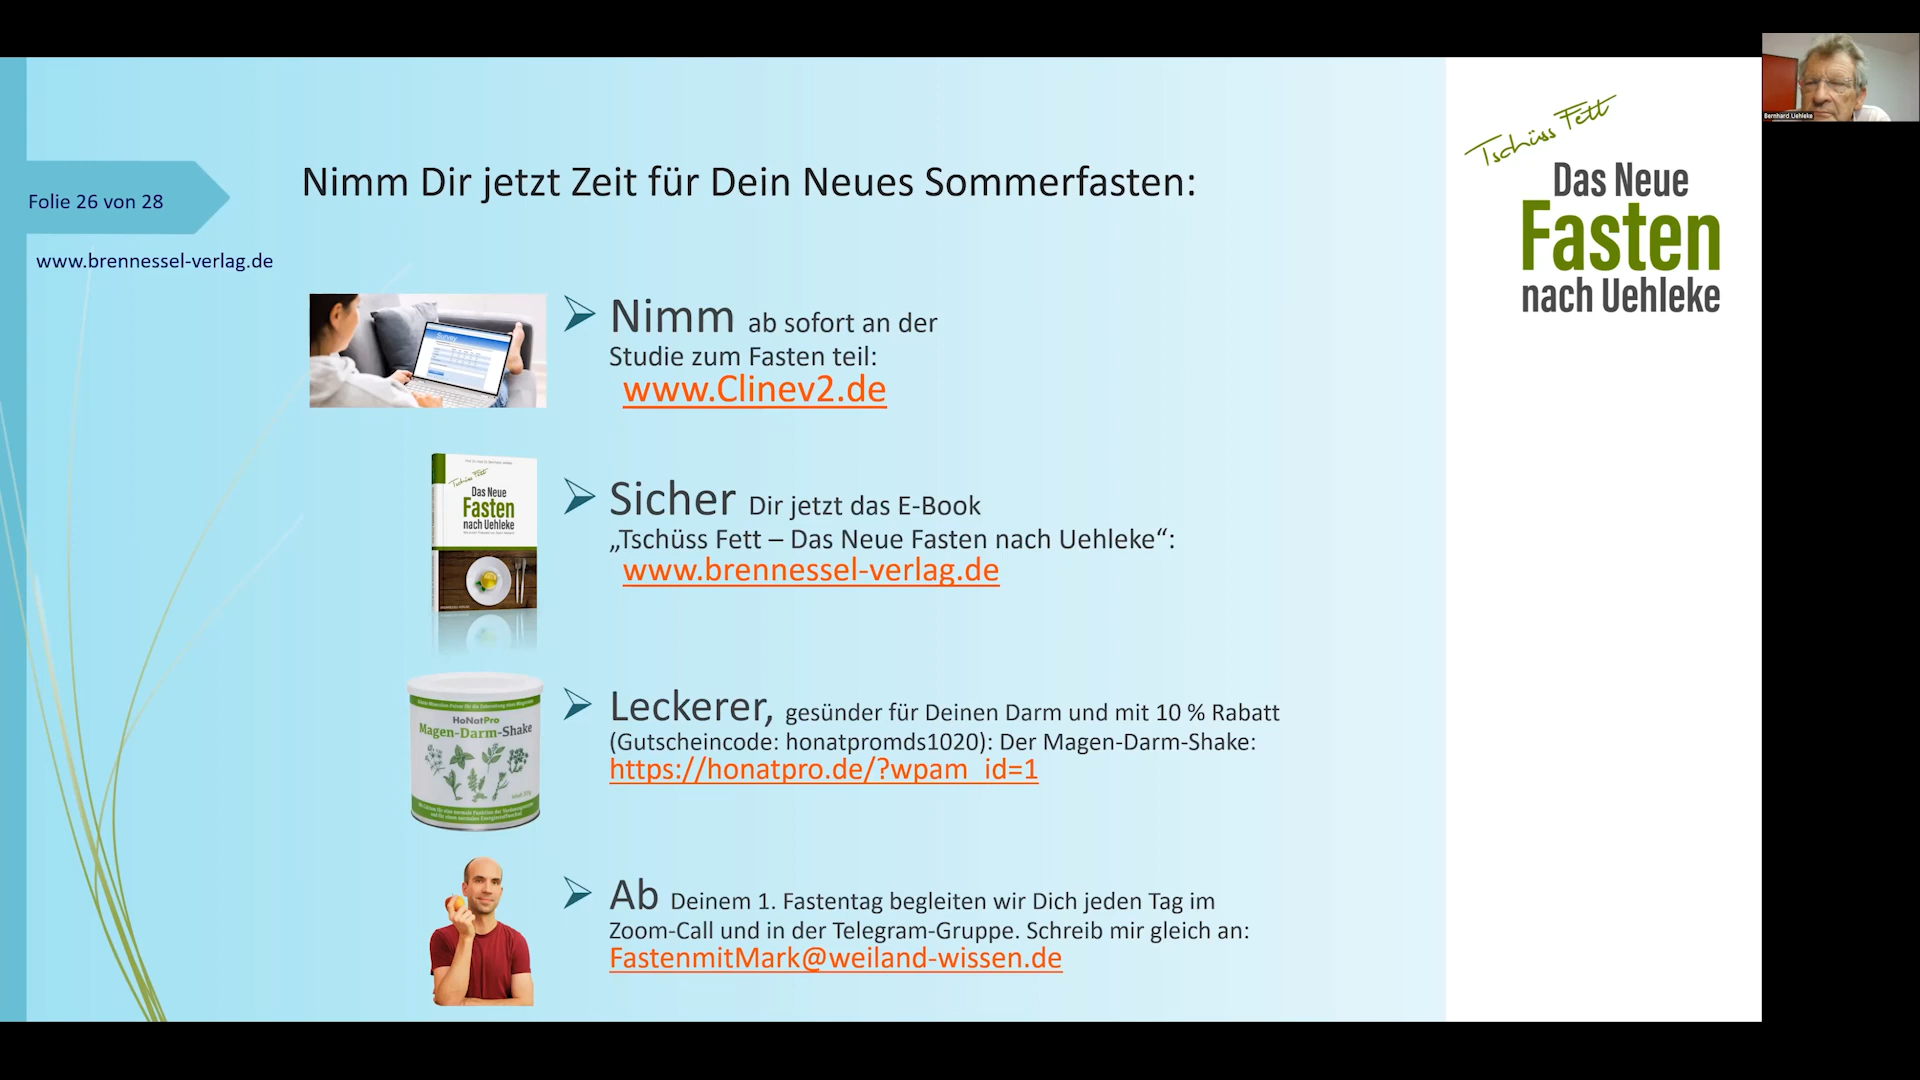 Bernhard Uehleke
Folie 26 von 28
www.brennessel-verlag.de
Nimm Dir jetzt Zeit für Dein Neues Sommerfasten:
Tschüss Fett
Das Neue
Fasten
nach Uehleke
Survey
Nimm ab sofort an der
Studie zum Fasten teil:
www.Clinev2.de
Tschüss Fett
Das Neue
Fasten
nach Uehleke
Sicher Dir jetzt das E-Book
„Tschüss Fett – Das Neue Fasten nach Uehleke“:
www.brennessel-verlag.de
HoNatPro
Magen-Darm-Shake
Leckerer, gesünder für Deinen Darm und mit 10 % Rabatt
(Gutscheincode: honatpromds1020): Der Magen-Darm-Shake:
https://honatpro.de/?wpam_id=1
Ab Deinem 1. Fastentag begleiten wir Dich jeden Tag im
Zoom-Call und in der Telegram-Gruppe. Schreib mir gleich an:
FastenmitMark@weiland-wissen.de